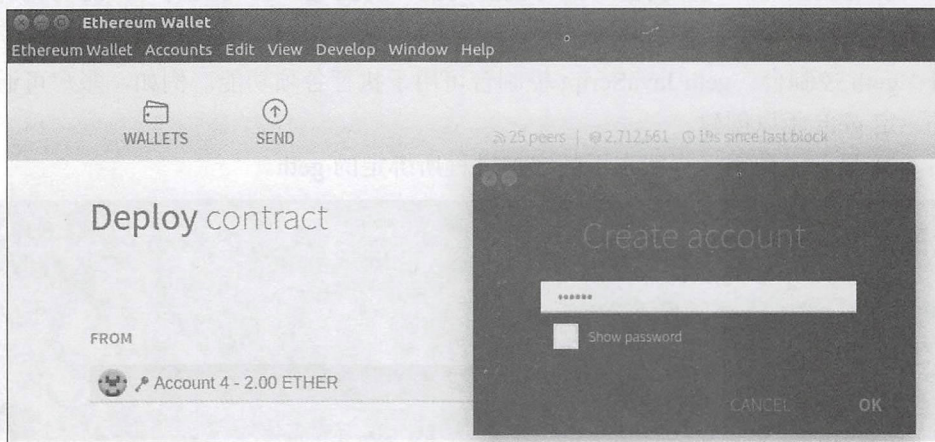 Ethereum Wallet
Ethereum Wallet Accounts Edit View Develop Window Help
WALLETS SEND
25 peers | 2,712,561 19s since last block
Deploy contract
Create account
••••••
Show password
FROM
Account 4 - 2.00 ETHER
CANCEL OK